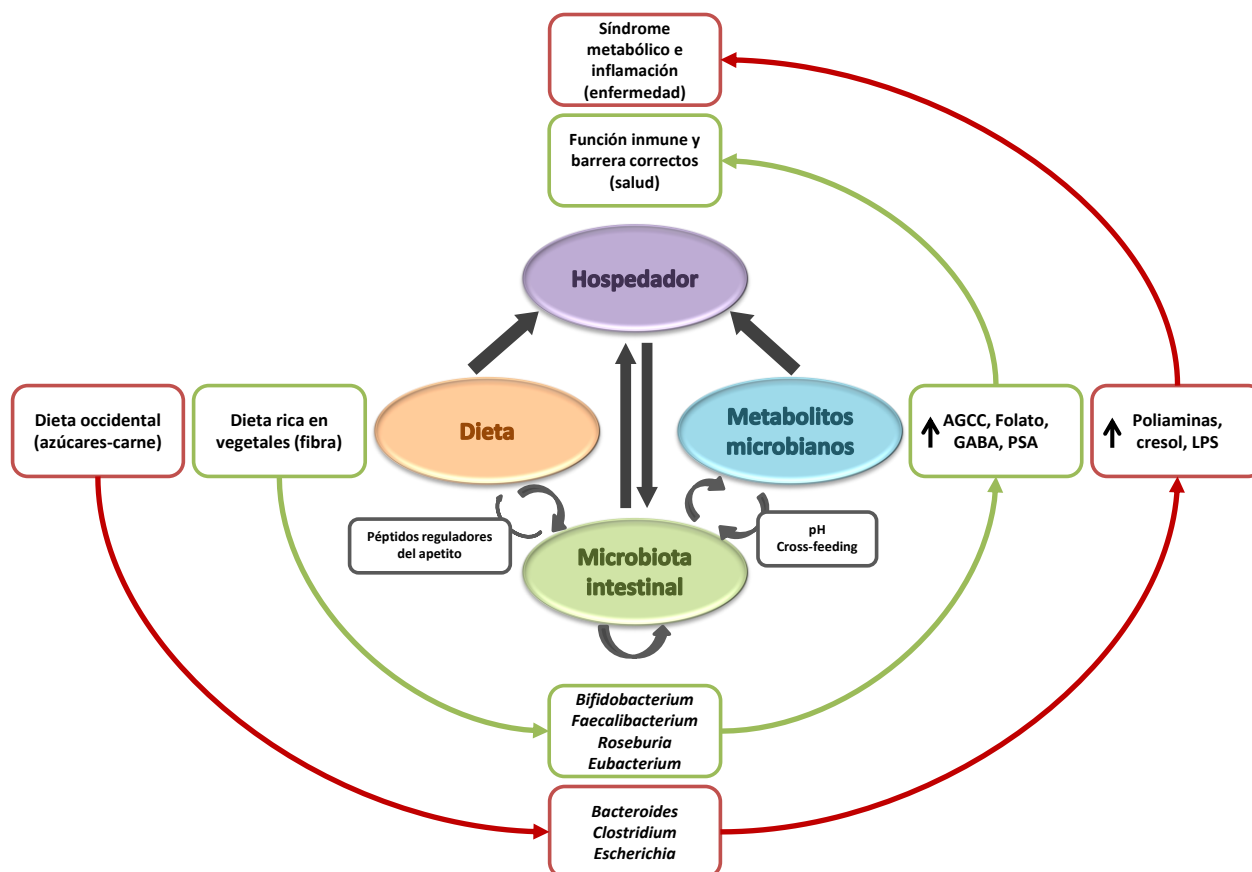 Síndrome
metabólico e
inflamación
(enfermedad)
Función inmune y
barrera correctos
(salud)
Hospedador
Dieta occidental
(azúcares-carne)
Dieta rica en
vegetales (fibra)
Dieta
Metabolitos
microbianos
AGCC, Folato,
GABA, PSA
Poliaminas,
cresol, LPS
Péptidos reguladores
del apetito
pH
Cross-feeding
Microbiota
intestinal
Bifidobacterium
Faecalibacterium
Roseburia
Eubacterium
Bacteroides
Clostridium
Escherichia